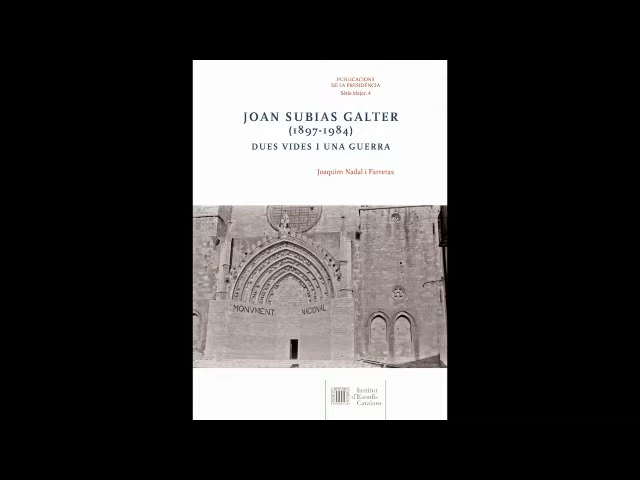 PUBLICACIONS
DE LA PRESIDÈNCIA
Sèrie Major, 4
JOAN SUBIAS GALTER
(1897-1984)
DUES VIDES I UNA GUERRA
Joaquim Nadal i Farreras
MONVMENT NACIONAL
Institut
d'Estudis
Catalans